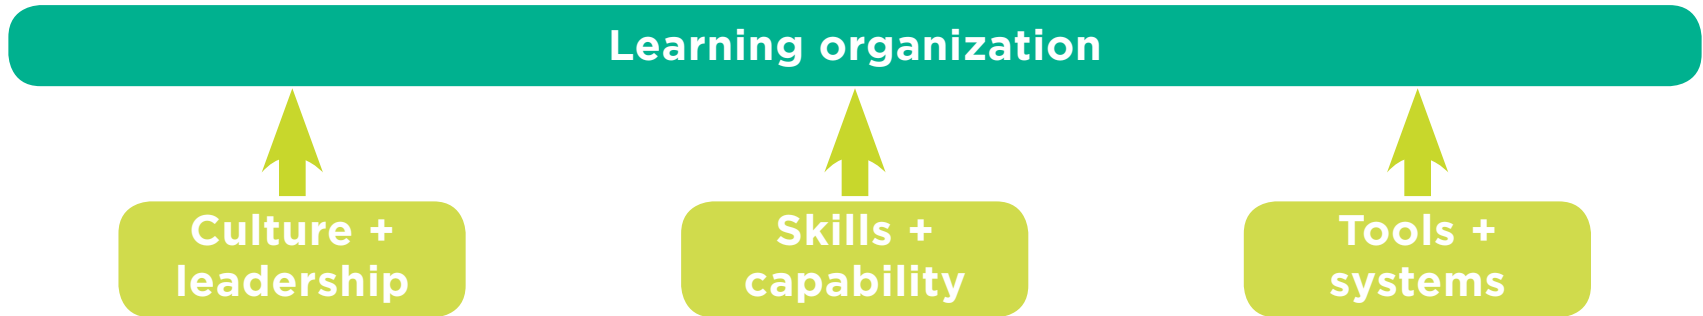 Learning organization
Culture +
leadership
Skills +
capability
Tools +
systems